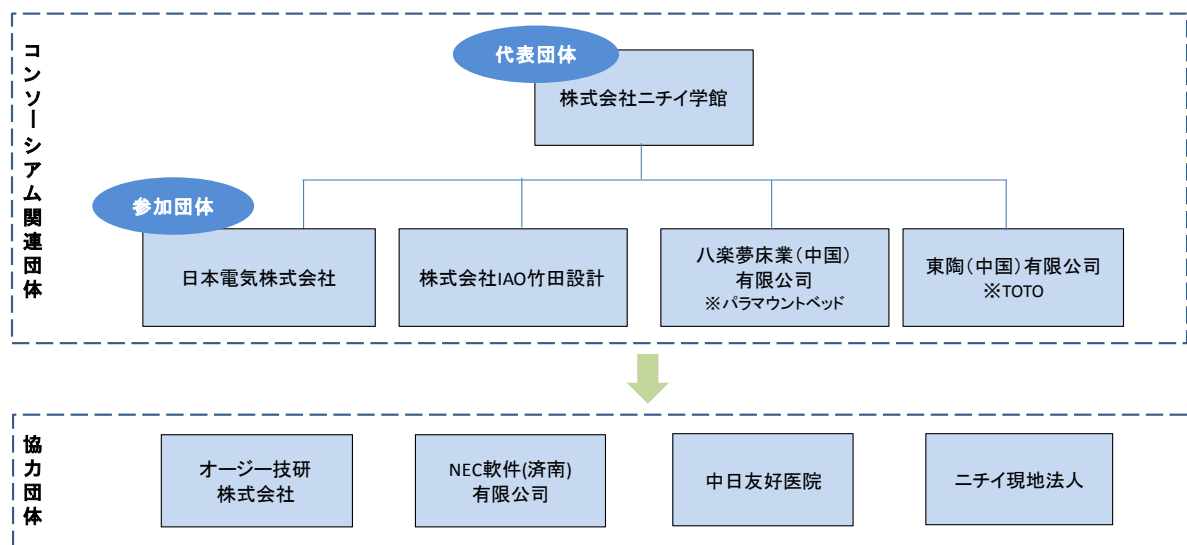 コンソーシアム関連団体
代表団体
株式会社ニチイ学館
参加団体
日本電気株式会社
株式会社IAO竹田設計
八楽夢床業(中国)
有限公司
※パラマウントベッド
東陶(中国)有限公司
※TOTO
協力団体
オージー技研
株式会社
NEC軟件(済南)
有限公司
中日友好医院
ニチイ現地法人